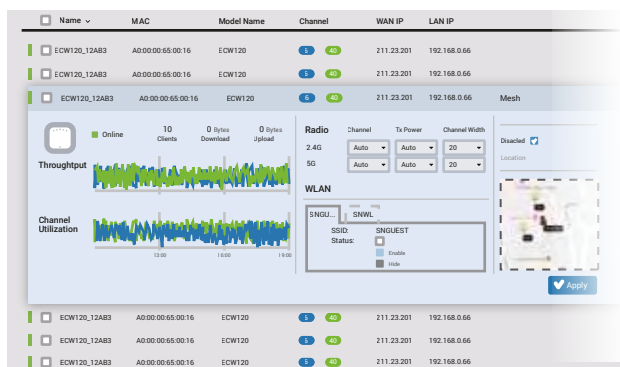 Name MAC Model Name Channel WAN IP LAN IP
ECW120_12AB3 A0:00:00:65:00:16 ECW120 5 40 211.23.201 192.168.0.66
ECW120_12AB3 A0:00:00:65:00:16 ECW120 5 40 211.23.201 192.168.0.66
ECW120_12AB3 A0:00:00:65:00:16 ECW120 5 40 211.23.201 192.168.0.66 Mesh
Online 10 0 Bytes 0 Bytes
Clients Download Upload
Radio Channel Tx Power Channel Width
2.4G Auto Auto 20
5G Auto Auto 20
Disacled
Location
Throughtput
Channel
Utilization
13:00 16:00 19:00
WLAN
SNGU... SNWL
SSID: SNGUEST
Status:
Enable
Hide
Apply
ECW120_12AB3 A0:00:00:65:00:16 ECW120 5 40 211.23.201 192.168.0.66
ECW120_12AB3 A0:00:00:65:00:16 ECW120 5 40 211.23.201 192.168.0.66
ECW120_12AB3 A0:00:00:65:00:16 ECW120 5 40 211.23.201 192.168.0.66